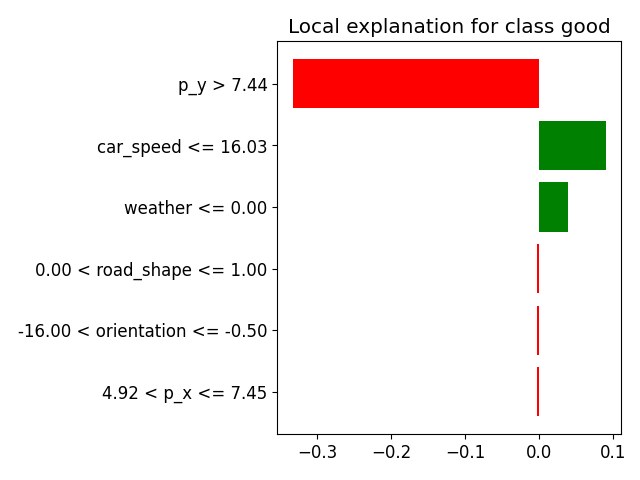 Local explanation for class good
p_y > 7.44
car_speed <= 16.03
weather <= 0.00
0.00 < road_shape <= 1.00
-16.00 < orientation <= -0.50
4.92 < p_x <= 7.45
−0.3 −0.2 −0.1 0.0 0.1